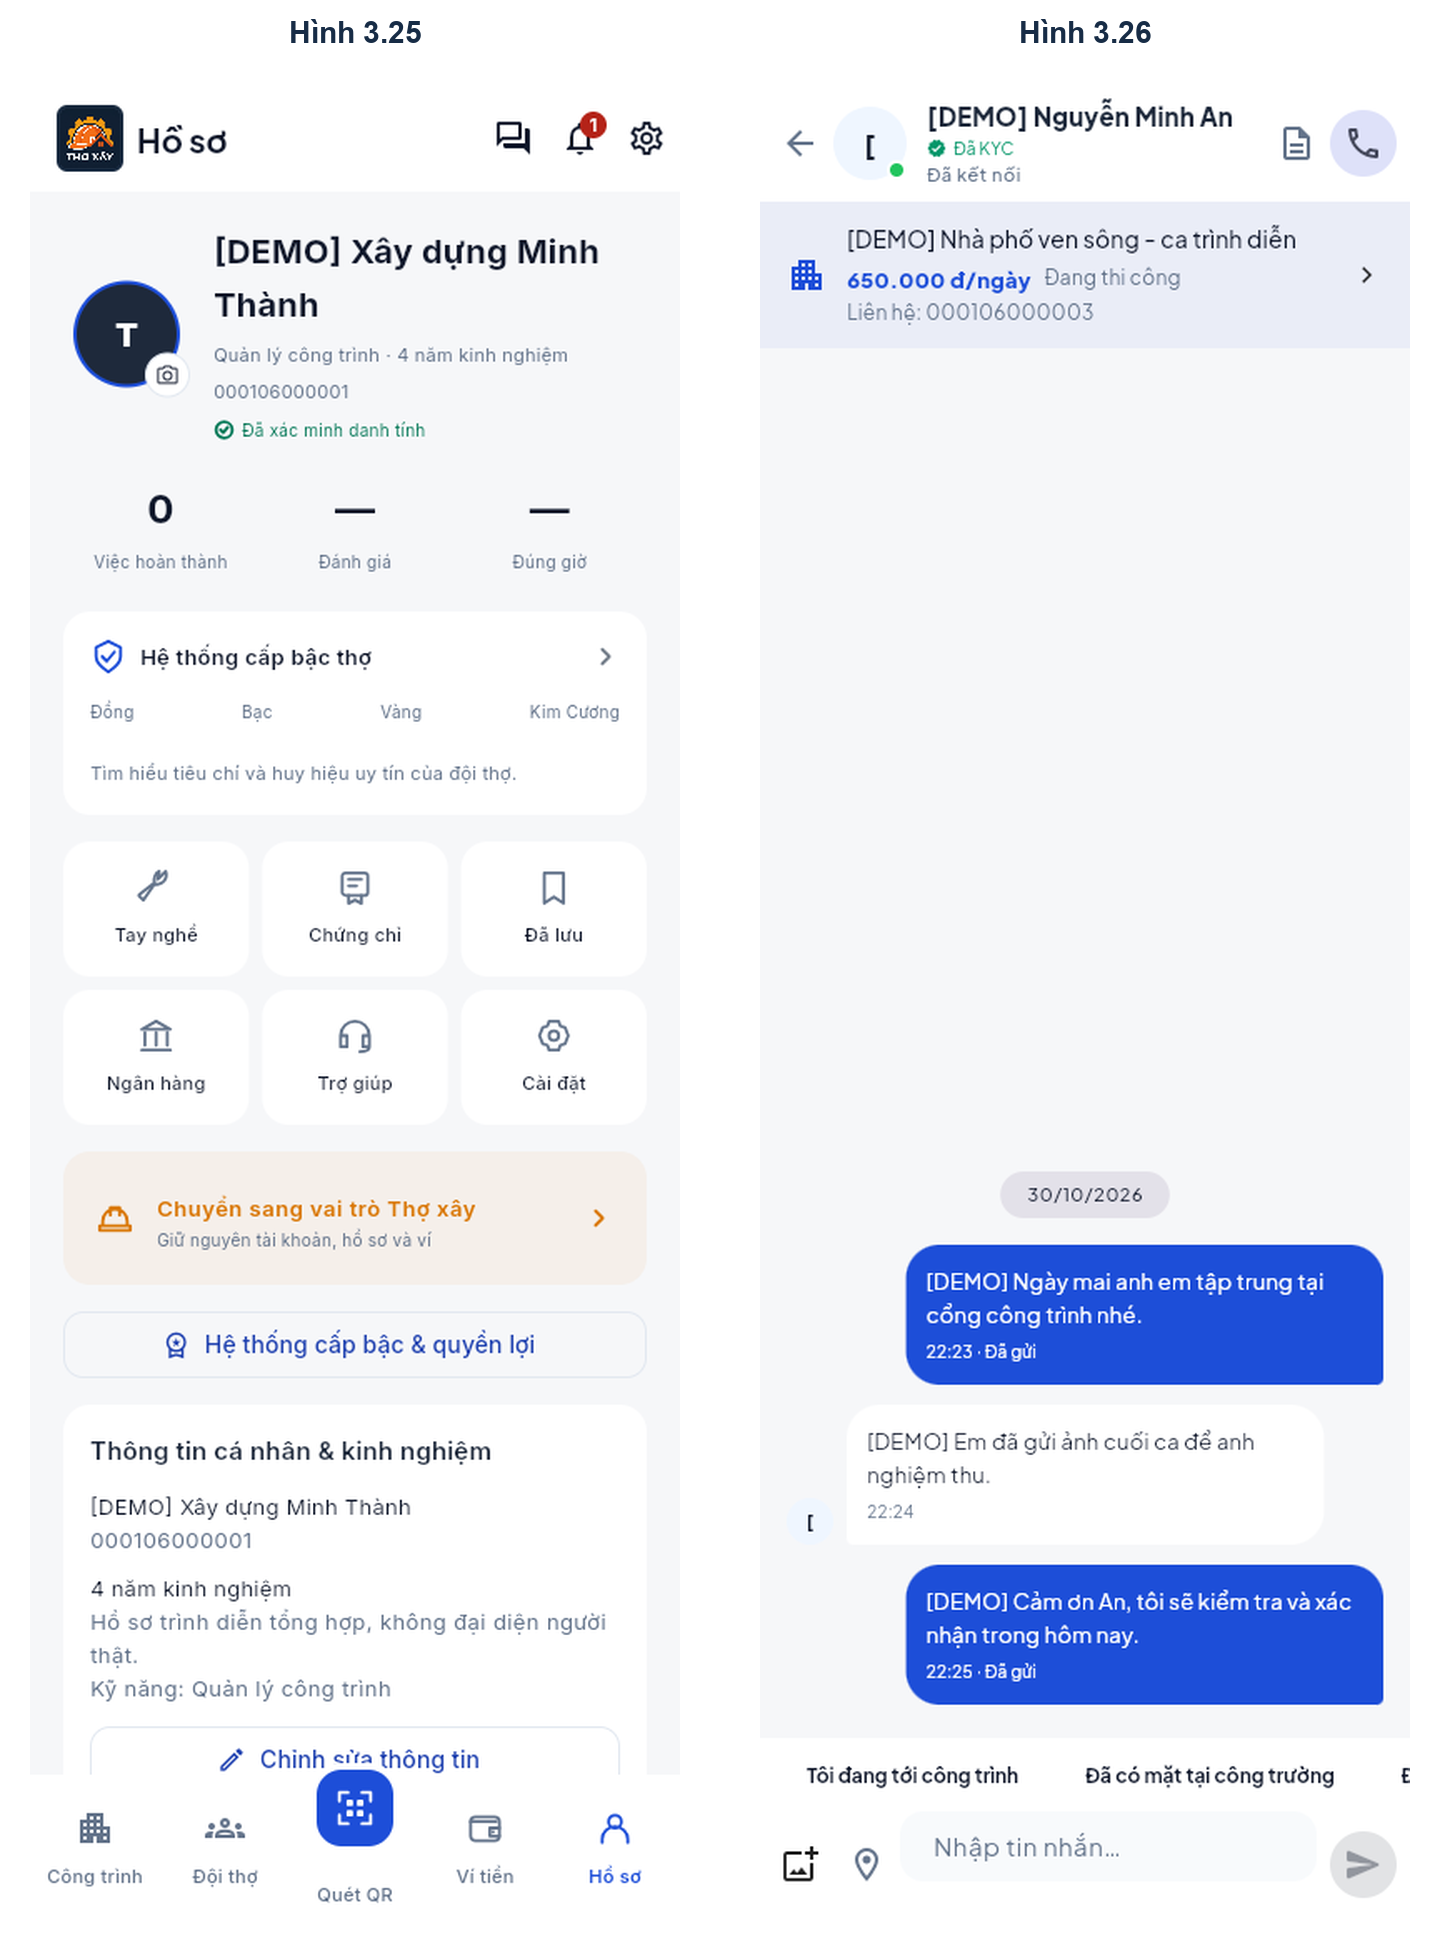 Hình 3.25
THỢ XÂY
Hồ sơ
1
T
[DEMO] Xây dựng Minh
Thành
Quản lý công trình · 4 năm kinh nghiệm
000106000001
Đã xác minh danh tính
0
—
—
Việc hoàn thành
Đánh giá
Đúng giờ
Hệ thống cấp bậc thợ
Đồng
Bạc
Vàng
Kim Cương
Tìm hiểu tiêu chí và huy hiệu uy tín của đội thợ.
Tay nghề
Chứng chỉ
Đã lưu
Ngân hàng
Trợ giúp
Cài đặt
Chuyển sang vai trò Thợ xây
Giữ nguyên tài khoản, hồ sơ và ví
Hệ thống cấp bậc & quyền lợi
Thông tin cá nhân & kinh nghiệm
[DEMO] Xây dựng Minh Thành
000106000001
4 năm kinh nghiệm
Hồ sơ trình diễn tổng hợp, không đại diện người
thật.
Kỹ năng: Quản lý công trình
Chỉnh sửa thông tin
Công trình
Đội thợ
Quét QR
Ví tiền
Hồ sơ
Hình 3.26
[
[DEMO] Nguyễn Minh An
Đã KYC
Đã kết nối
[DEMO] Nhà phố ven sông - ca trình diễn
650.000 đ/ngày Đang thi công
Liên hệ: 000106000003
30/10/2026
[DEMO] Ngày mai anh em tập trung tại
cổng công trình nhé.
22:23 · Đã gửi
[DEMO] Em đã gửi ảnh cuối ca để anh
nghiệm thu.
22:24
[
[DEMO] Cảm ơn An, tôi sẽ kiểm tra và xác
nhận trong hôm nay.
22:25 · Đã gửi
Tôi đang tới công trình
Đã có mặt tại công trường
Nhập tin nhắn...